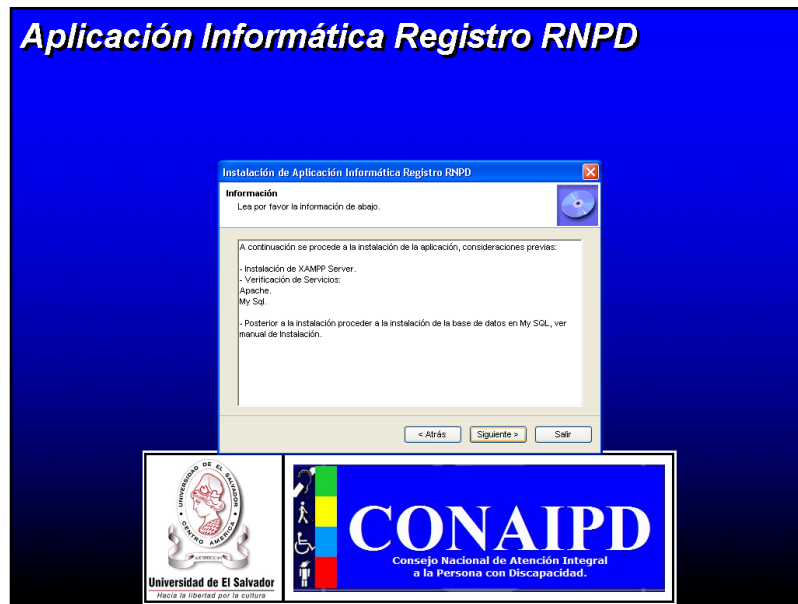 Aplicación Informática Registro RNPD
Instalación de Aplicación Informática Registro RNPD
Información
Lea por favor la información de abajo.
A continuación se procede a la instalación de la aplicación, consideraciones previas:
- Instalación de XAMPP Server.
- Verificación de Servicios:
Apache.
My Sql.
- Posterior a la instalación proceder a la instalación de la base de datos en My SQL, ver
manual de Instalación.
< Atrás
Siguiente >
Salir
UNIVERSIDAD DE EL SALVADOR
CENTRO AMERICA
Universidad de El Salvador
Hacia la libertad por la cultura
CONAIPD
Consejo Nacional de Atención Integral
a la Persona con Discapacidad.